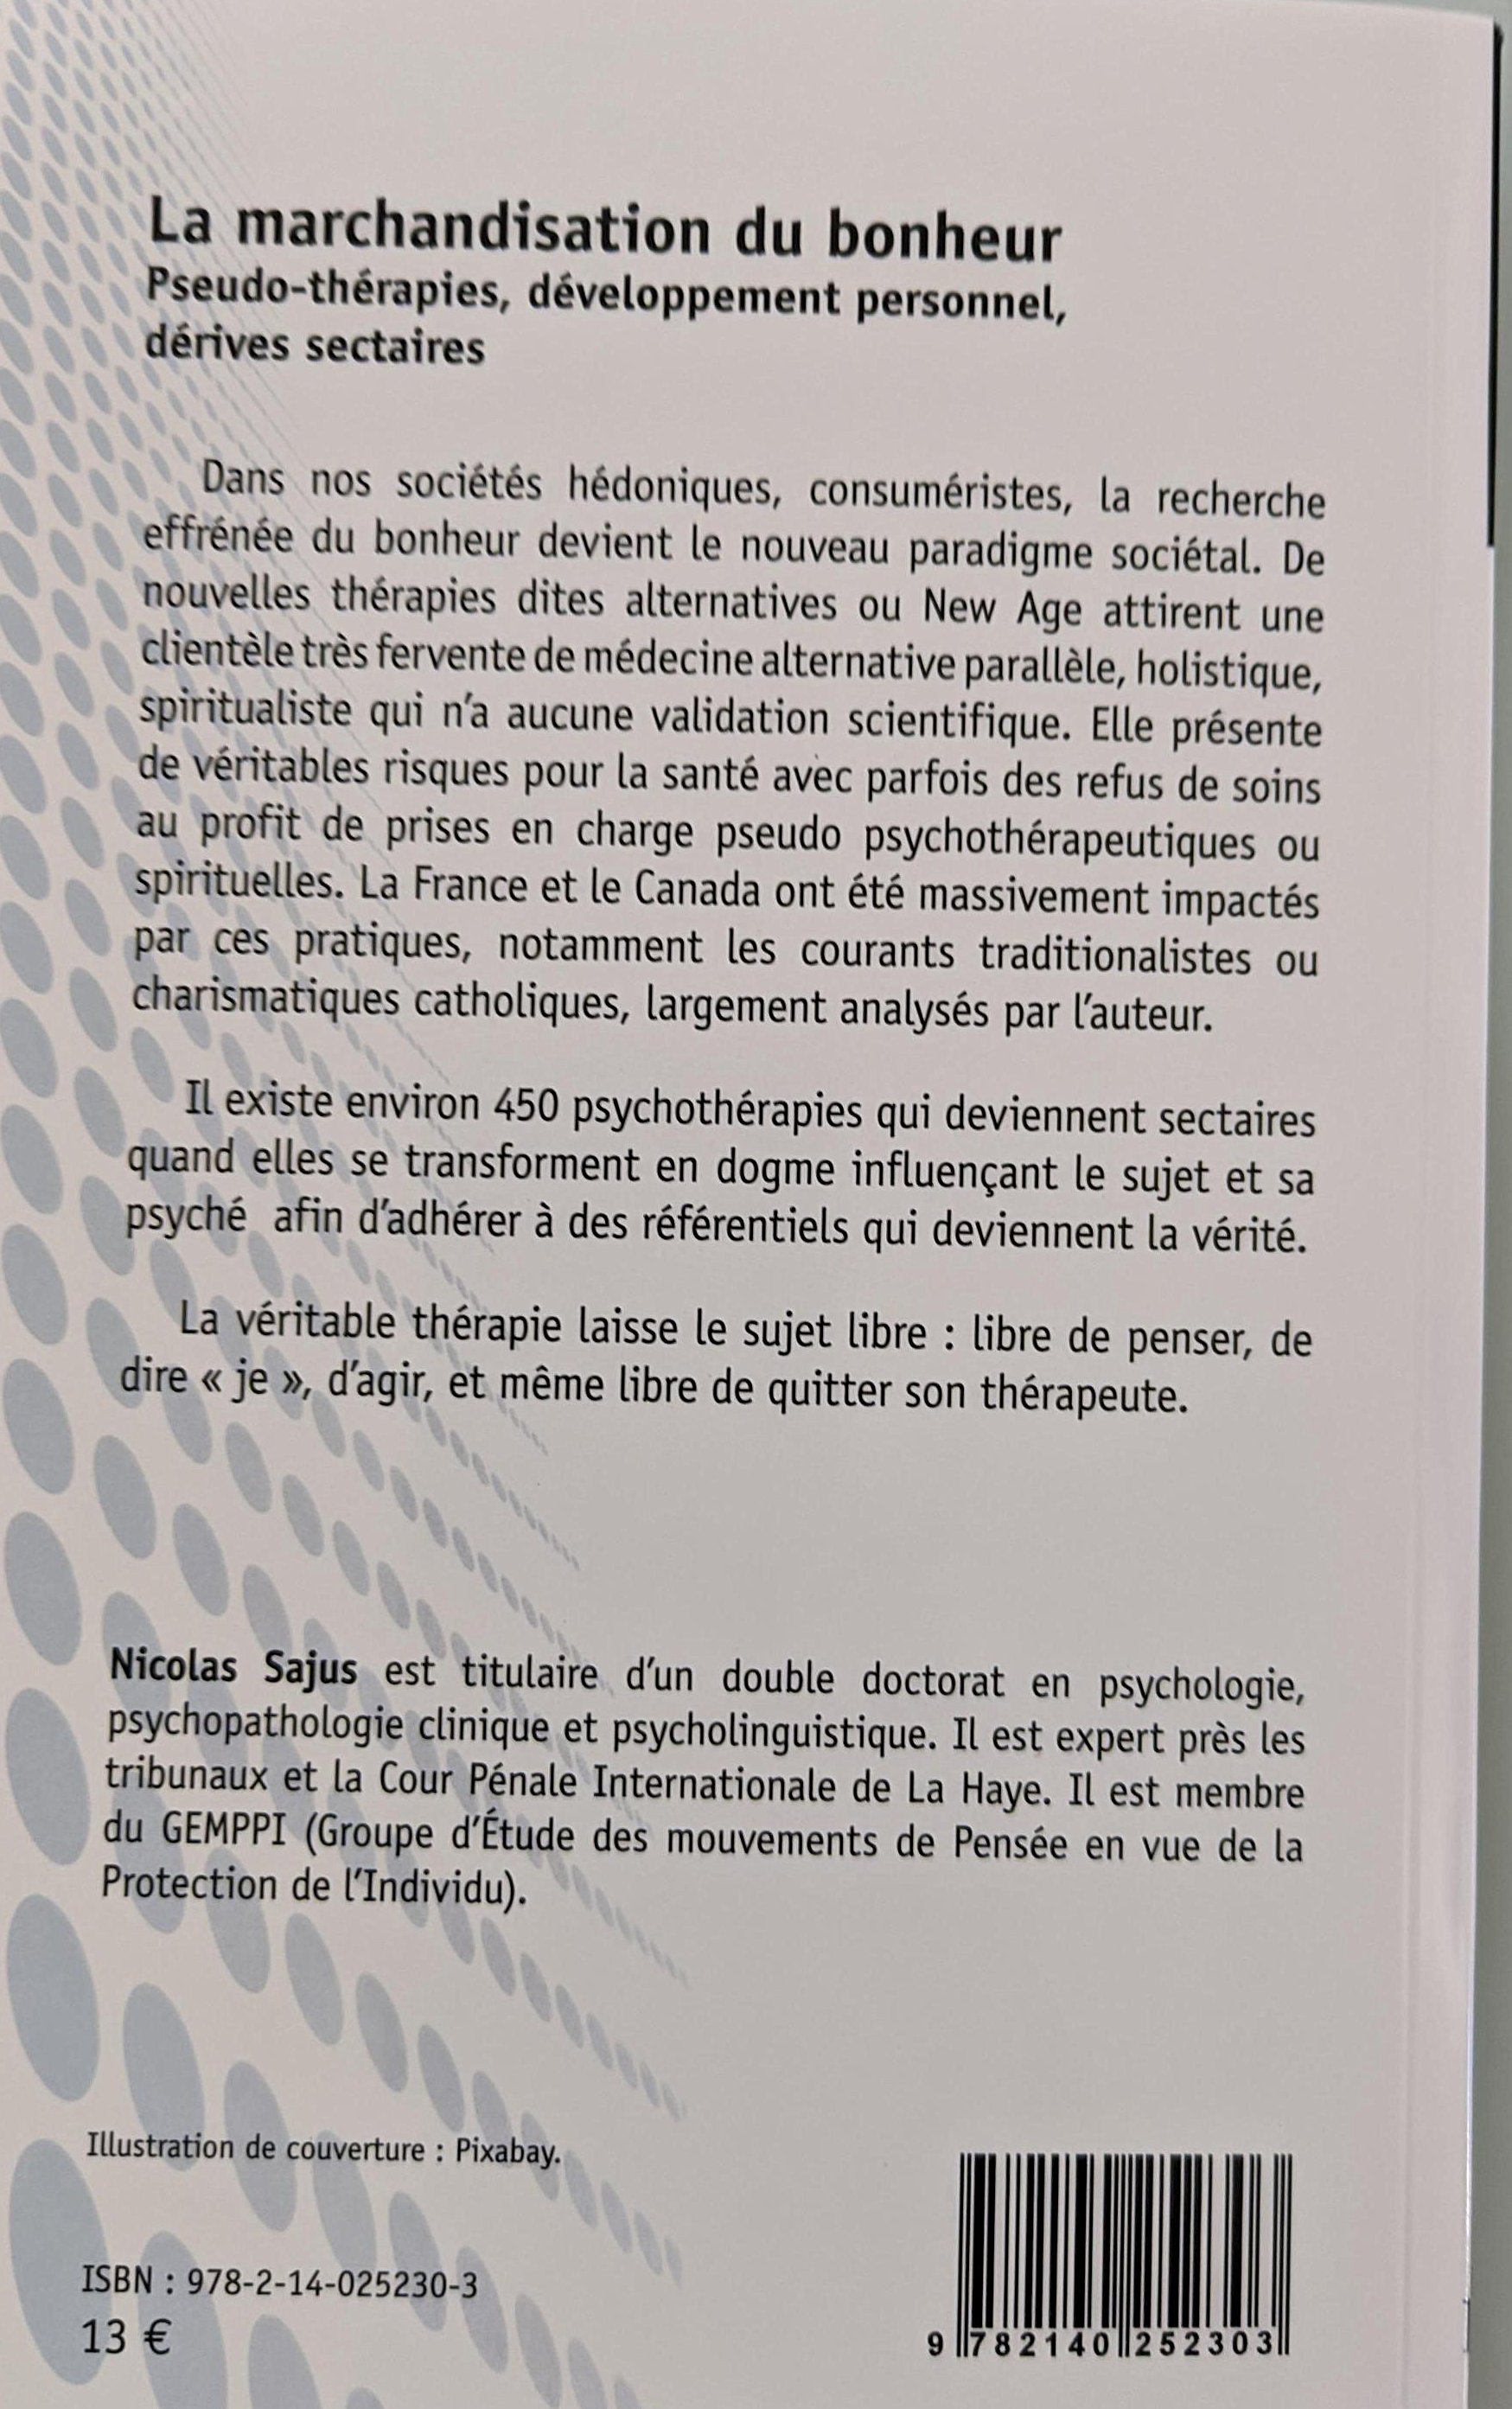 La marchandisation du bonheur
Pseudo-thérapies, développement personnel,
dérives sectaires
Dans nos sociétés hédoniques, consuméristes, la recherche
effrénée du bonheur devient le nouveau paradigme sociétal. De
nouvelles thérapies dites alternatives ou New Age attirent une
clientèle très fervente de médecine alternative parallèle, holistique,
spiritualiste qui n'a aucune validation scientifique. Elle présente
de véritables risques pour la santé avec parfois des refus de soins
au profit de prises en charge pseudo psychothérapeutiques ou
spirituelles. La France et le Canada ont été massivement impactés
par ces pratiques, notamment les courants traditionalistes ou
charismatiques catholiques, largement analysés par l'auteur.
Il existe environ 450 psychothérapies qui deviennent sectaires
quand elles se transforment en dogme influençant le sujet et sa
psyché afin d'adhérer à des référentiels qui deviennent la vérité.
La véritable thérapie laisse le sujet libre : libre de penser, de
dire « je », d'agir, et même libre de quitter son thérapeute.
Nicolas Sajus est titulaire d'un double doctorat en psychologie,
psychopathologie clinique et psycholinguistique. Il est expert près les
tribunaux et la Cour Pénale Internationale de La Haye. Il est membre
du GEMPPI (Groupe d'Étude des mouvements de Pensée en vue de la
Protection de l'Individu).
Illustration de couverture : Pixabay.
ISBN : 978-2-14-025230-3
13 €
9 782140 252303